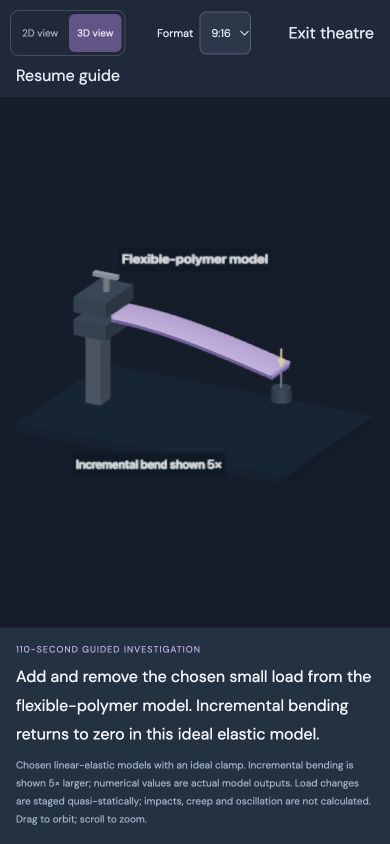 2D view 3D view Format 9:16 Exit theatre
Resume guide
Flexible-polymer model
Incremental bend shown 5×
110-SECOND GUIDED INVESTIGATION
Add and remove the chosen small load from the
flexible-polymer model. Incremental bending
returns to zero in this ideal elastic model.
Chosen linear-elastic models with an ideal clamp. Incremental bending is
shown 5× larger; numerical values are actual model outputs. Load changes
are staged quasi-statically; impacts, creep and oscillation are not calculated.
Drag to orbit; scroll to zoom.